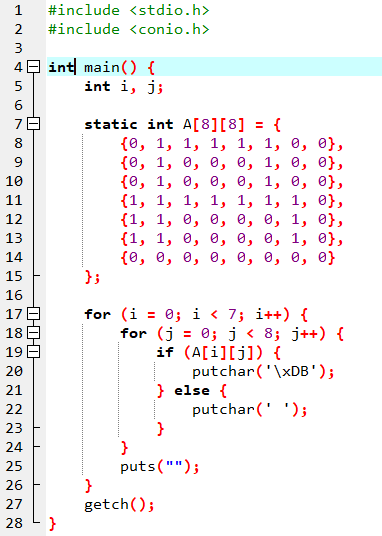 1 #include <stdio.h>
2 #include <conio.h>
3
4 int main() {
5     int i, j;
6
7     static int A[8][8] = {
8         {0, 1, 1, 1, 1, 1, 0, 0},
9         {0, 1, 0, 0, 0, 1, 0, 0},
10         {0, 1, 0, 0, 0, 1, 0, 0},
11         {1, 1, 1, 1, 1, 1, 1, 0},
12         {1, 1, 0, 0, 0, 0, 1, 0},
13         {1, 1, 0, 0, 0, 0, 1, 0},
14         {0, 0, 0, 0, 0, 0, 0, 0}
15     };
16
17     for (i = 0; i < 7; i++) {
18         for (j = 0; j < 8; j++) {
19             if (A[i][j]) {
20                 putchar('\xDB');
21             } else {
22                 putchar(' ');
23             }
24         }
25         puts("");
26     }
27     getch();
28 }